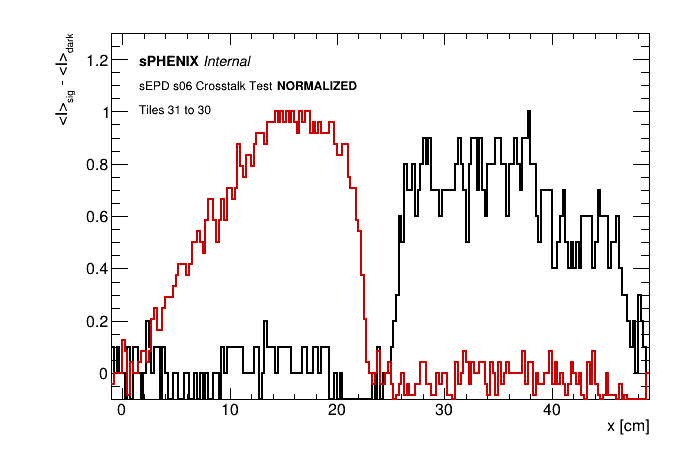 <I>sig - <I>dark
sPHENIX Internal
sEPD s06 Crosstalk Test NORMALIZED
Tiles 31 to 30
1.2
1
0.8
0.6
0.4
0.2
0
0 10 20 30 40
x [cm]